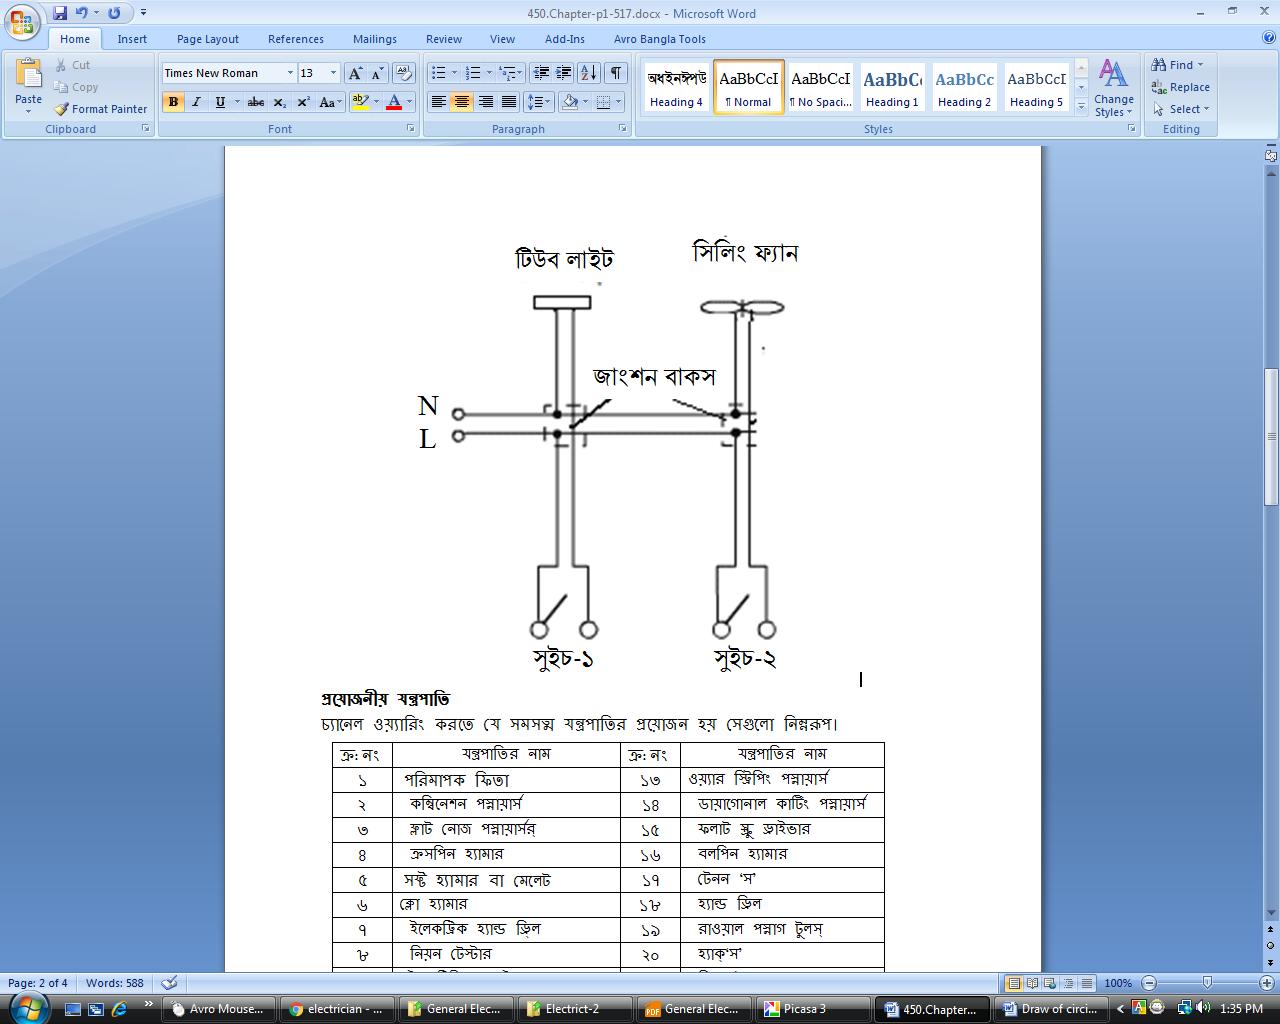 450.Chapter-p1-517.docx - Microsoft Word
Home Insert Page Layout References Mailings Review View Add-Ins Avro Bangla Tools
Paste
Cut
Copy
Format Painter
Clipboard
Times New Roman 13
Font
Paragraph
অধইনঈপউ AaBbCcI AaBbCcI AaBbCc AaBbCc AaBbCcI
Heading 4 ¶ Normal ¶ No Spaci... Heading 1 Heading 2 Heading 5
Change Styles
Styles
Find
Replace
Select
Editing
টিউব লাইট সিলিং ফ্যান
জাংশন বাকস
N
L
সুইচ-১ সুইচ-২
প্রযোজনীয় যন্ত্রপাতি
চ্যানেল ওয়্যারিং করতে যে সমসত্ম যন্ত্রপাতির প্রয়োজন হয় সেগুলো নিম্নরূপ।
ক্র: নং যন্ত্রপাতির নাম ক্র: নং যন্ত্রপাতির নাম
১ পরিমাপক ফিতা ১৩ ওয়্যার স্ট্রিপিং পস্নায়ার্স
২ কম্বিনেশন পস্নায়ার্স ১৪ ডায়াগোনাল কাটিং পস্নায়ার্স
৩ ফ্লাট নোজ পস্নায়ার্সর্ ১৫ ফলাট স্ক্রু ড্রাইভার
৪ ক্রসপিন হ্যামার ১৬ বলপিন হ্যামার
৫ সফ্ট হ্যামার বা মেলেট ১৭ টেনন ‘স’
৬ ক্লো হ্যামার ১৮ হ্যান্ড ড্রিল
৭ ইলেকট্রিক হ্যান্ড ড্রিল ১৯ রাওয়াল পস্নাগ টুলস্
৮ নিয়ন টেস্টার ২০ হ্যাক্‘স’
Page: 2 of 4 Words: 588 100%
Avro Mouse... electrician - ... General Elec... Electrict-2 General Elec... Picasa 3 450.Chapter... Draw of circi... 1:35 PM